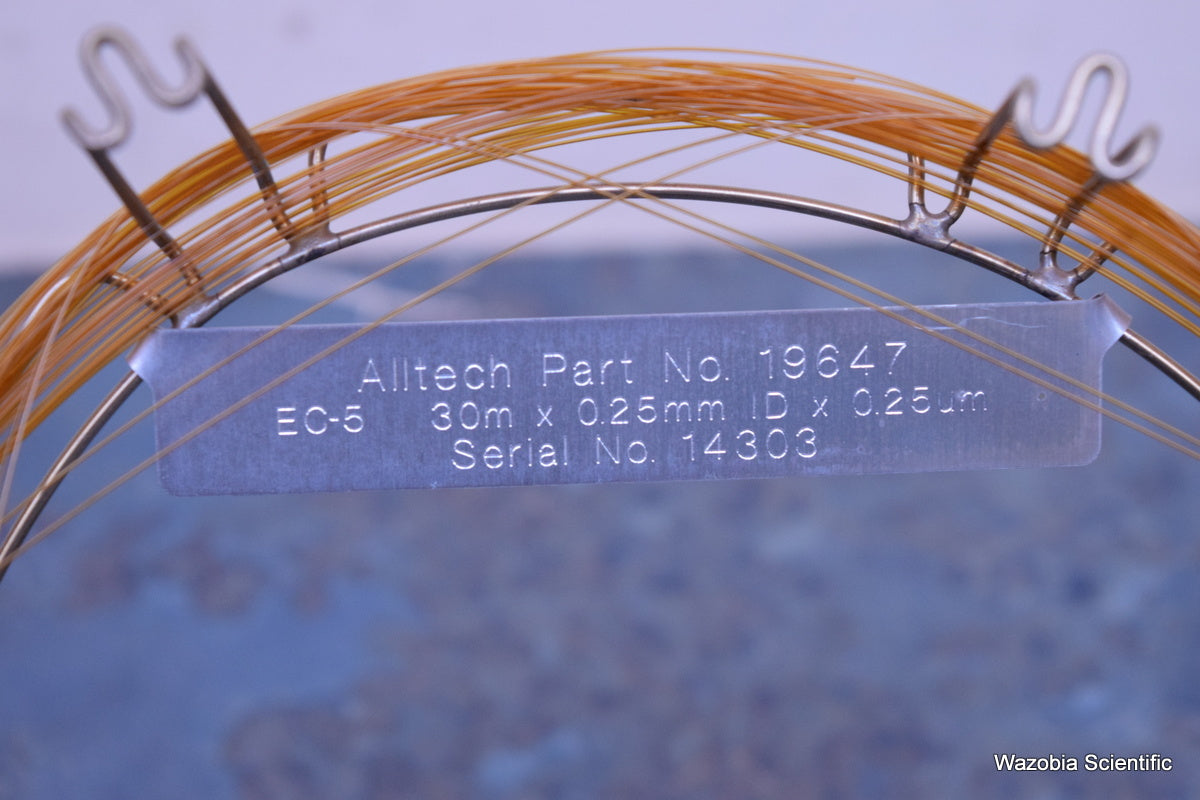 Alltech Part No. 19647
EC-5 30m x 0.25mm ID x 0.25um
Serial No. 14303
Wazobia Scientific